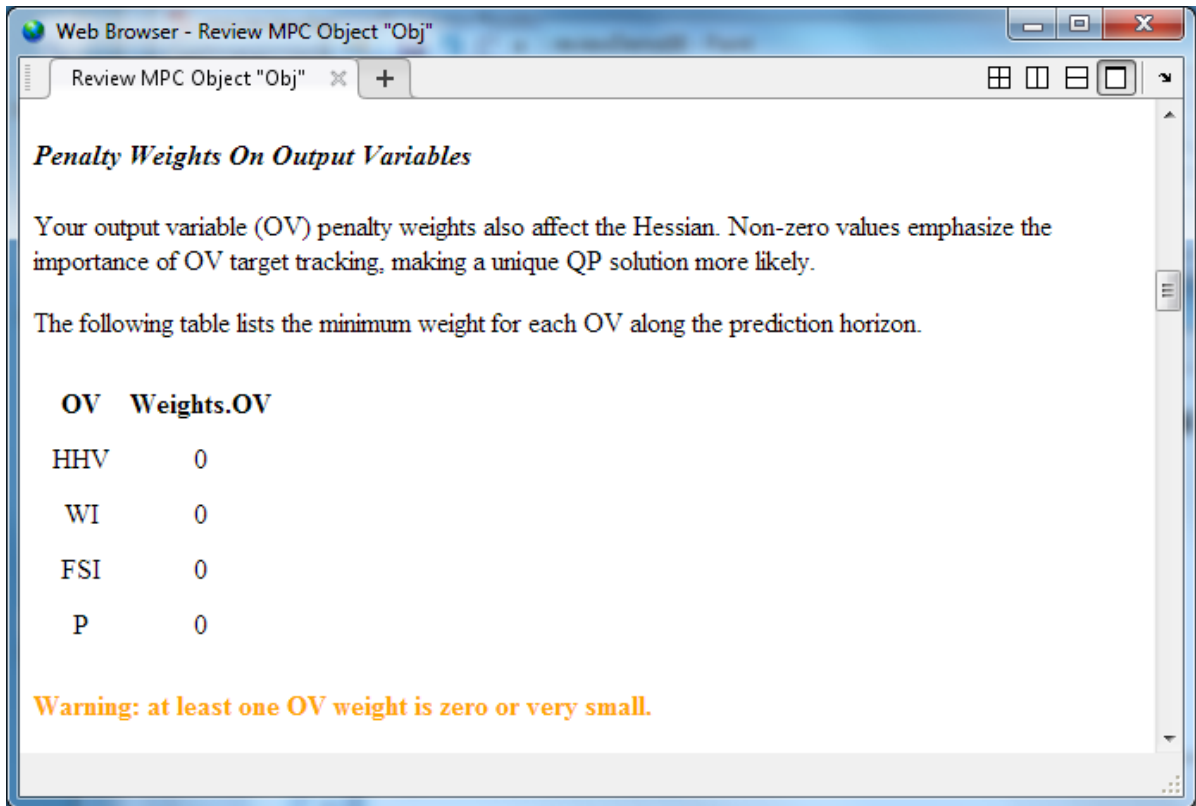 Web Browser - Review MPC Object "Obj"
Review MPC Object "Obj"
Penalty Weights On Output Variables
Your output variable (OV) penalty weights also affect the Hessian. Non-zero values emphasize the
importance of OV target tracking, making a unique QP solution more likely.
The following table lists the minimum weight for each OV along the prediction horizon.
OV Weights.OV
HHV 0
WI 0
FSI 0
P 0
Warning: at least one OV weight is zero or very small.